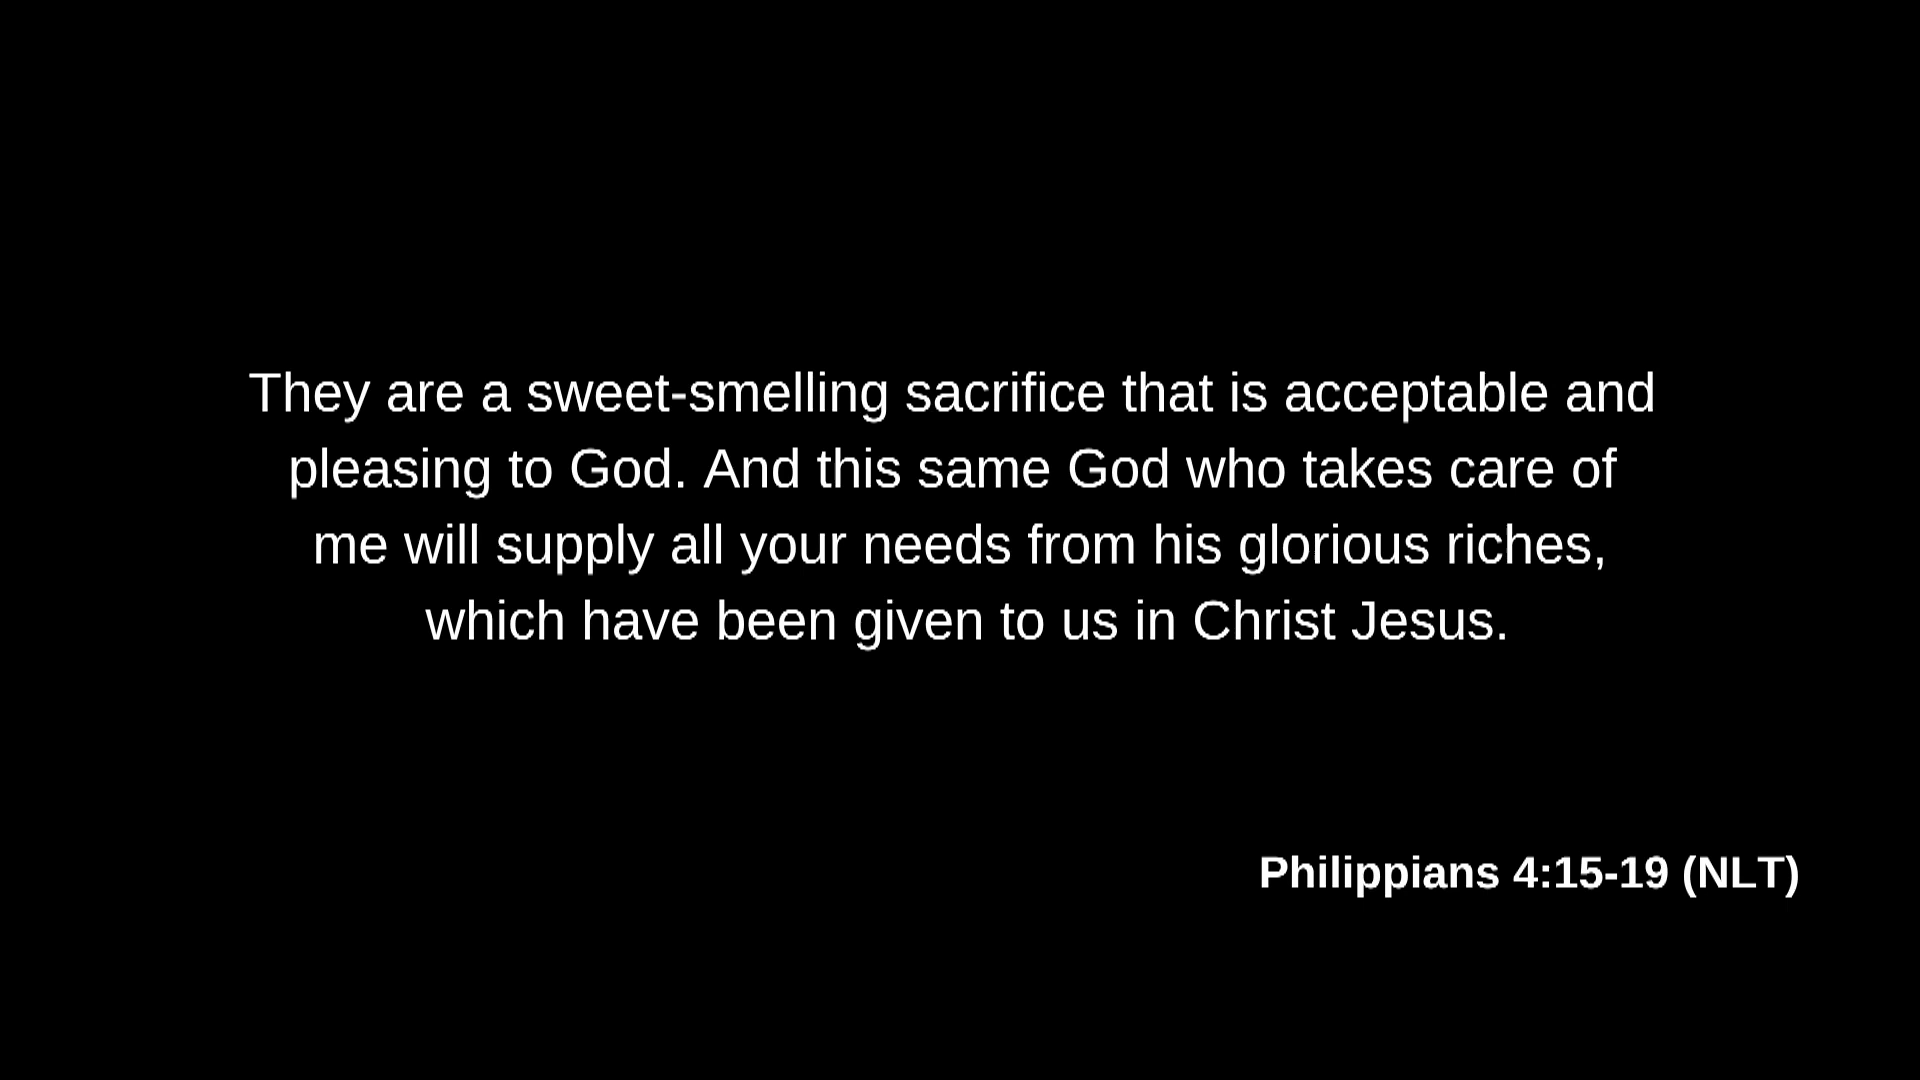 They are a sweet-smelling sacrifice that is acceptable and
pleasing to God. And this same God who takes care of
me will supply all your needs from his glorious riches,
which have been given to us in Christ Jesus.
Philippians 4:15-19 (NLT)